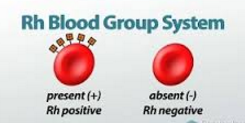 Rh Blood Group System
present (+)
Rh positive
absent (-)
Rh negative